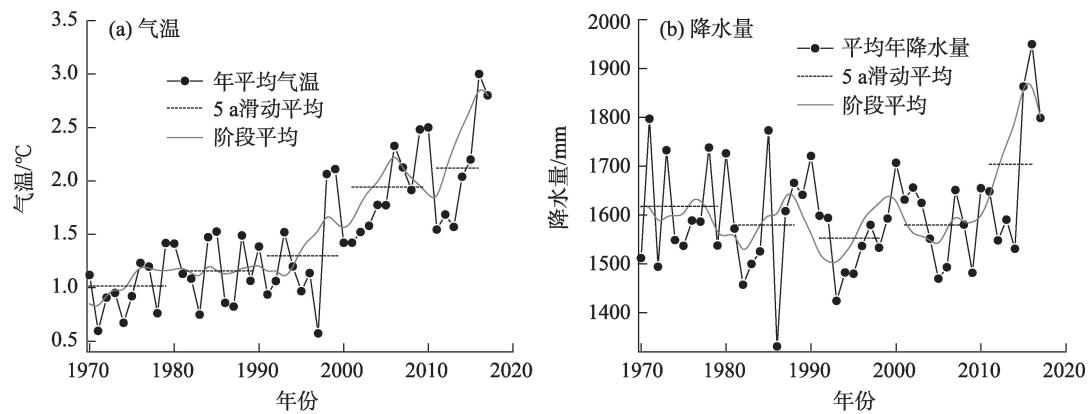 (a) 气温
年平均气温
5 a滑动平均
阶段平均
气温/℃
3.5
3.0
2.5
2.0
1.5
1.0
0.5
1970
1980
1990
2000
2010
2020
年份
(b) 降水量
平均年降水量
5 a滑动平均
阶段平均
降水量/mm
2000
1900
1800
1700
1600
1500
1400
1970
1980
1990
2000
2010
2020
年份